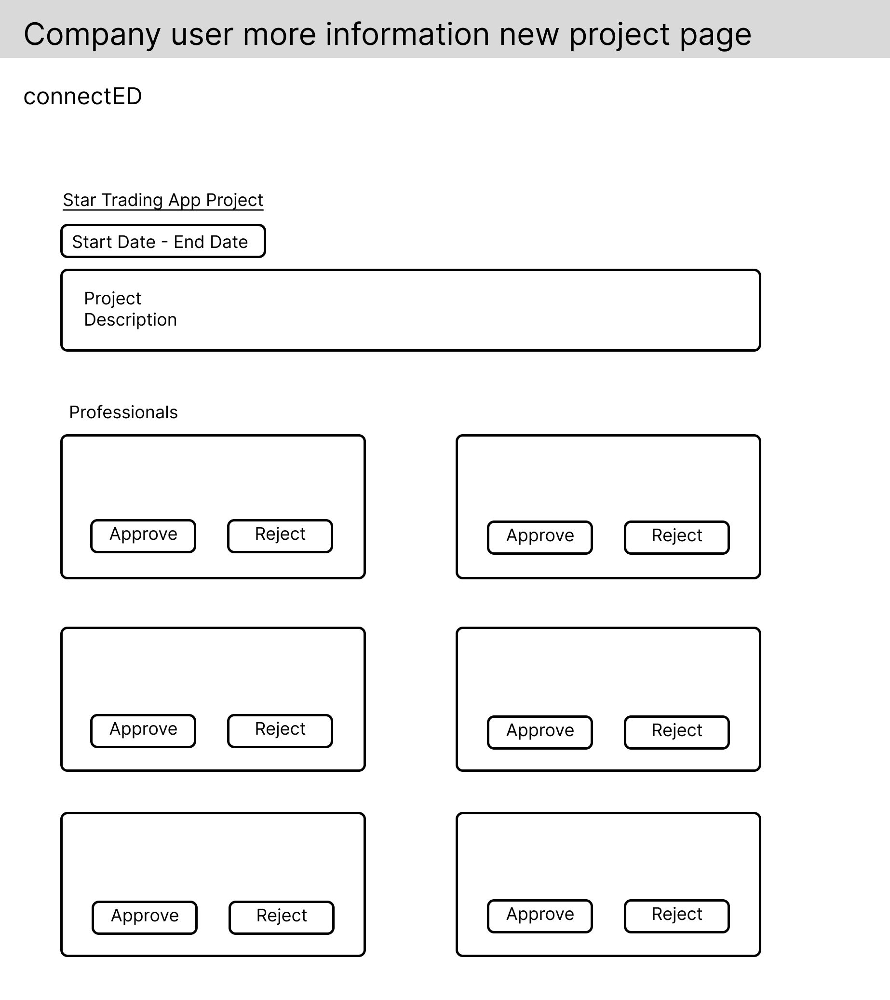 Company user more information new project page
connectED
Star Trading App Project
Start Date - End Date
Project
Description
Professionals
Approve
Reject
Approve
Reject
Approve
Reject
Approve
Reject
Approve
Reject
Approve
Reject